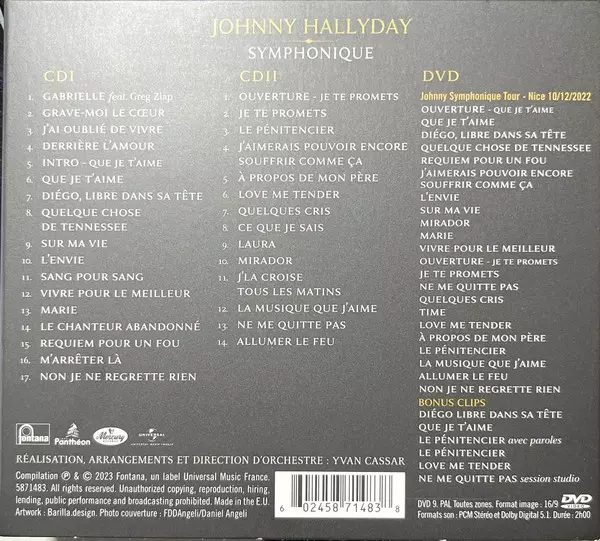 JOHNNY HALLYDAY
SYMPHONIQUE
CD I
1. GABRIELLE feat. Greg Zlap
2. GRAVE-MOI LE CŒUR
3. J'AI OUBLIÉ DE VIVRE
4. DERRIÈRE L'AMOUR
5. INTRO - QUE JE T'AIME
6. QUE JE T'AIME
7. DIÉGO, LIBRE DANS SA TÊTE
8. QUELQUE CHOSE
DE TENNESSEE
9. SUR MA VIE
10. L'ENVIE
11. SANG POUR SANG
12. VIVRE POUR LE MEILLEUR
13. MARIE
14. LE CHANTEUR ABANDONNÉ
15. REQUIEM POUR UN FOU
16. M'ARRÊTER LÀ
17. NON JE NE REGRETTE RIEN
CD II
1. OUVERTURE - JE TE PROMETS
2. JE TE PROMETS
3. LE PÉNITENCIER
4. J'AIMERAIS POUVOIR ENCORE
SOUFFRIR COMME ÇA
5. À PROPOS DE MON PÈRE
6. LOVE ME TENDER
7. QUELQUES CRIS
8. CE QUE JE SAIS
9. LAURA
10. MIRADOR
11. J'LA CROISE
TOUS LES MATINS
12. LA MUSIQUE QUE J'AIME
13. NE ME QUITTE PAS
14. ALLUMER LE FEU
DVD
Johnny Symphonique Tour - Nice 10/12/2022
OUVERTURE - QUE JE T'AIME
QUE JE T'AIME
DIÉGO, LIBRE DANS SA TÊTE
QUELQUE CHOSE DE TENNESSEE
REQUIEM POUR UN FOU
J'AIMERAIS POUVOIR ENCORE
SOUFFRIR COMME ÇA
L'ENVIE
SUR MA VIE
MIRADOR
MARIE
VIVRE POUR LE MEILLEUR
OUVERTURE - JE TE PROMETS
JE TE PROMETS
NE ME QUITTE PAS
QUELQUES CRIS
TIME
LOVE ME TENDER
À PROPOS DE MON PÈRE
LE PÉNITENCIER
LA MUSIQUE QUE J'AIME
ALLUMER LE FEU
NON JE NE REGRETTE RIEN
BONUS CLIPS
DIÉGO LIBRE DANS SA TÊTE
QUE JE T'AIME
LE PÉNITENCIER avec paroles
LE PÉNITENCIER
LOVE ME TENDER
NE ME QUITTE PAS session studio
fontana
Panthéon
Mercury
UNIVERSAL
RÉALISATION, ARRANGEMENTS ET DIRECTION D'ORCHESTRE : YVAN CASSAR
Compilation ℗ & © 2023 Fontana, un label Universal Music France.
5871483. All rights reserved. Unauthorized copying, reproduction, hiring,
lending, public performance and broadcasting prohibited. Made in the E.U.
Artwork : Barilla.design. Photo couverture : FDDAngeli/Daniel Angeli
6 02458 71483 8
DVD 9. PAL Toutes zones. Format image : 16/9
Formats son : PCM Stéréo et Dolby Digital 5.1. Durée : 2h00
DVD
VIDEO